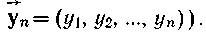 y⃗ₙ = (y₁, y₂, ..., yₙ)).